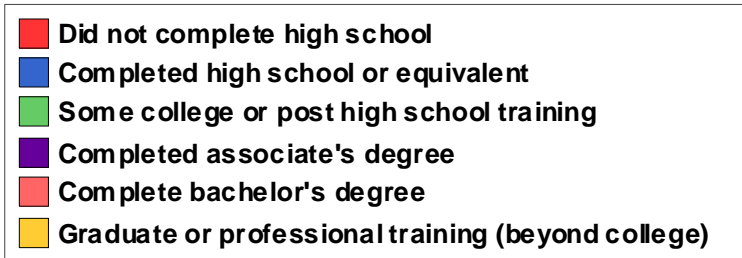 Did not complete high school
Completed high school or equivalent
Some college or post high school training
Completed associate's degree
Complete bachelor's degree
Graduate or professional training (beyond college)